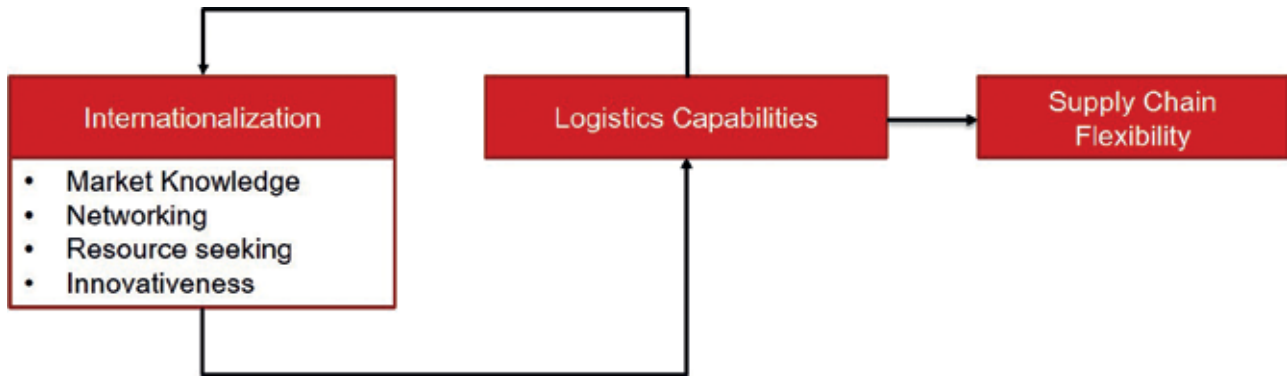 Internationalization
• Market Knowledge
• Networking
• Resource seeking
• Innovativeness
Logistics Capabilities
Supply Chain
Flexibility